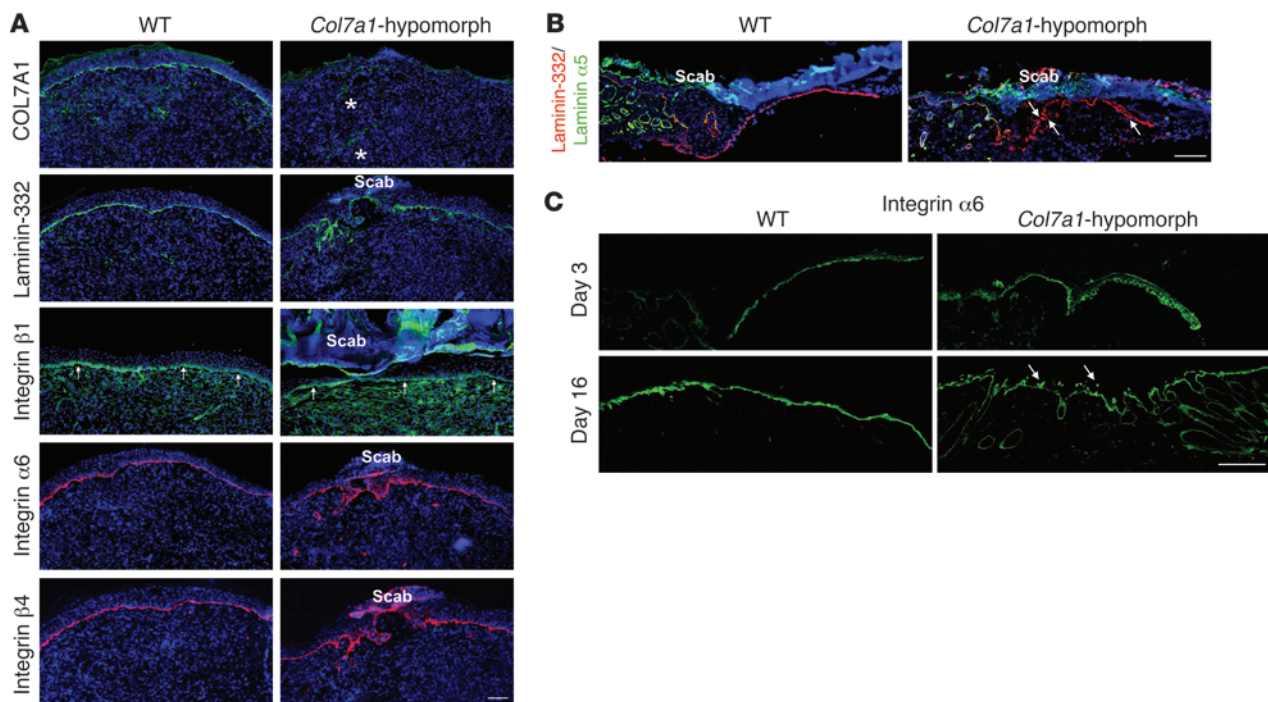 A
WT
Col7a1-hypomorph
COL7A1
*
*
Laminin-332
Scab
Integrin β1
Scab
Integrin α6
Scab
Integrin β4
Scab
B
WT
Col7a1-hypomorph
Laminin-332/
Laminin α5
Scab
Scab
C
Integrin α6
WT
Col7a1-hypomorph
Day 3
Day 16